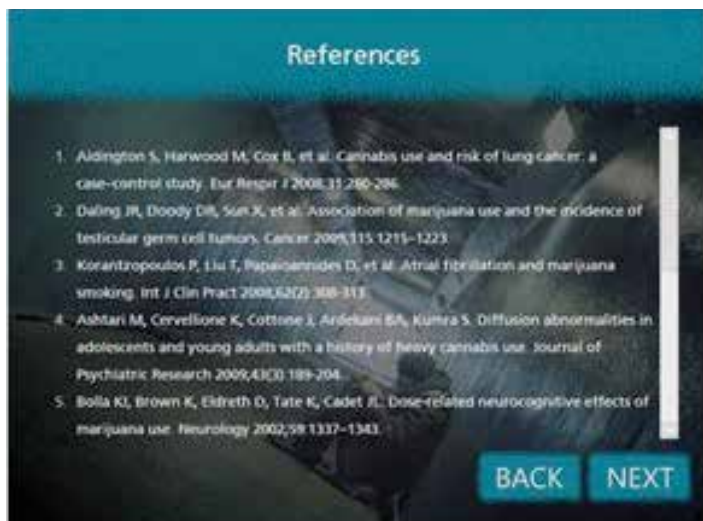 References
1. Aldington S, Harwood M, Cox B, et al. Cannabis use and risk of lung cancer: a
case-control study. Eur Respir J 2008;31:280-286.
2. Daling JR, Doody DR, Sun X, et al. Association of marijuana use and the incidence of
testicular germ cell tumors. Cancer 2009;115:1215–1223.
3. Korantzopoulos P, Liu T, Papaioannides D, et al. Atrial fibrillation and marijuana
smoking. Int J Clin Pract 2008;62(2):308-313.
4. Ashtari M, Cervellione K, Cottone J, Ardekani BA, Kumra S. Diffusion abnormalities in
adolescents and young adults with a history of heavy cannabis use. Journal of
Psychiatric Research 2009;43(3):189-204.
5. Bolla KI, Brown K, Eldreth D, Tate K, Cadet JL. Dose-related neurocognitive effects of
marijuana use. Neurology 2002;59:1337–1343.
BACK NEXT